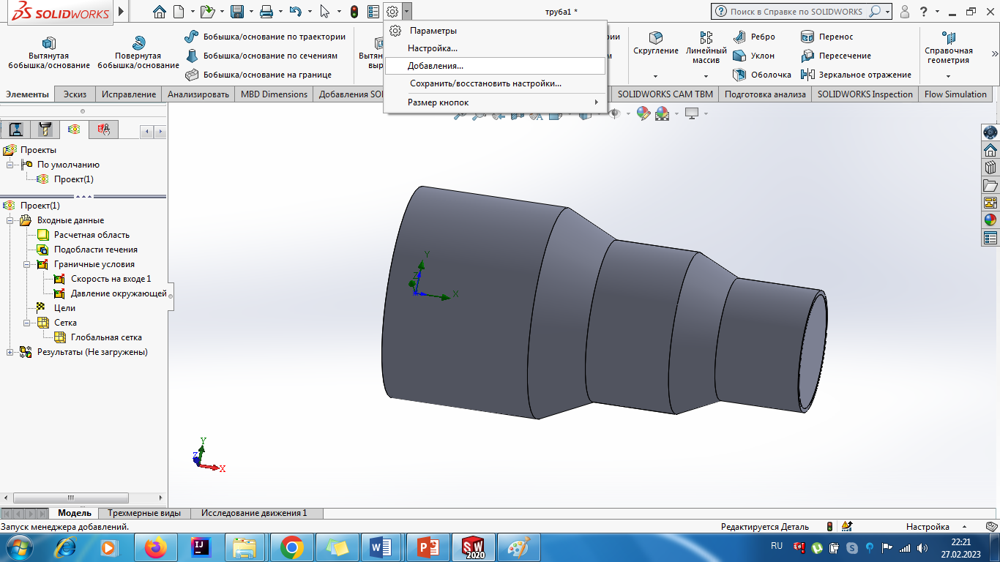 SOLIDWORKS
труба1 *
Поиск в Справке по SOLIDWORKS
Параметры
Настройка...
Добавления...
Сохранить/восстановить настройки...
Размер кнопок
Вытянутая
бобышка/основание
Повернутая
бобышка/основание
Бобышка/основание по траектории
Бобышка/основание по сечениям
Бобышка/основание на границе
Скругление
Линейный
массив
Ребро
Уклон
Оболочка
Перенос
Пересечение
Зеркальное отражение
Справочная
геометрия
Элементы
Эскиз
Исправление
Анализировать
MBD Dimensions
Добавления SO
SOLIDWORKS CAM TBM
Подготовка анализа
SOLIDWORKS Inspection
Flow Simulation
Проекты
По умолчанию
Проект(1)
Проект(1)
Входные данные
Расчетная область
Подобласти течения
Граничные условия
Скорость на входе 1
Давление окружающей
Цели
Сетка
Глобальная сетка
Результаты (Не загружены)
Y
Z
X
Y
Z
X
Модель
Трехмерные виды
Исследование движения 1
Запуск менеджера добавлений.
Редактируется Деталь
Настройка
RU
22:21
27.02.2023